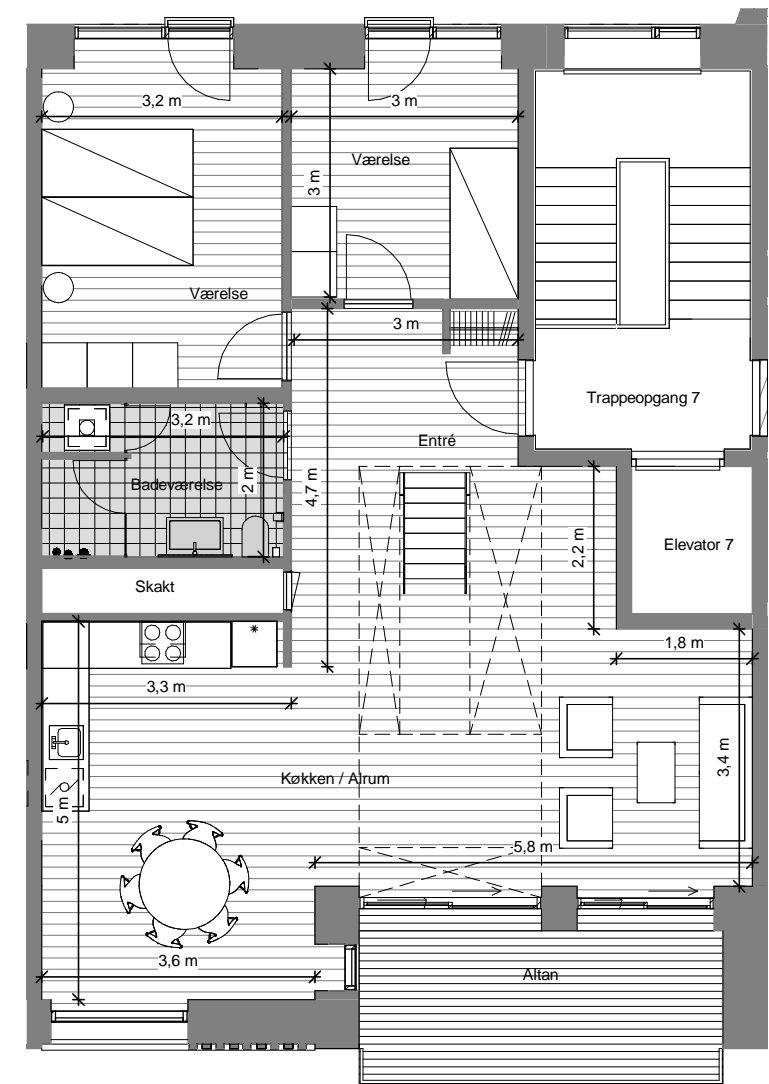 3,2 m
3 m
Værelse
3 m
Værelse
3 m
Trappeopgang 7
3,2 m
Entré
Badeværelse
2 m
4,7 m
2,2 m
Elevator 7
Skakt
1,8 m
3,3 m
3,4 m
Køkken / Alrum
5 m
5,8 m
3,6 m
Altan